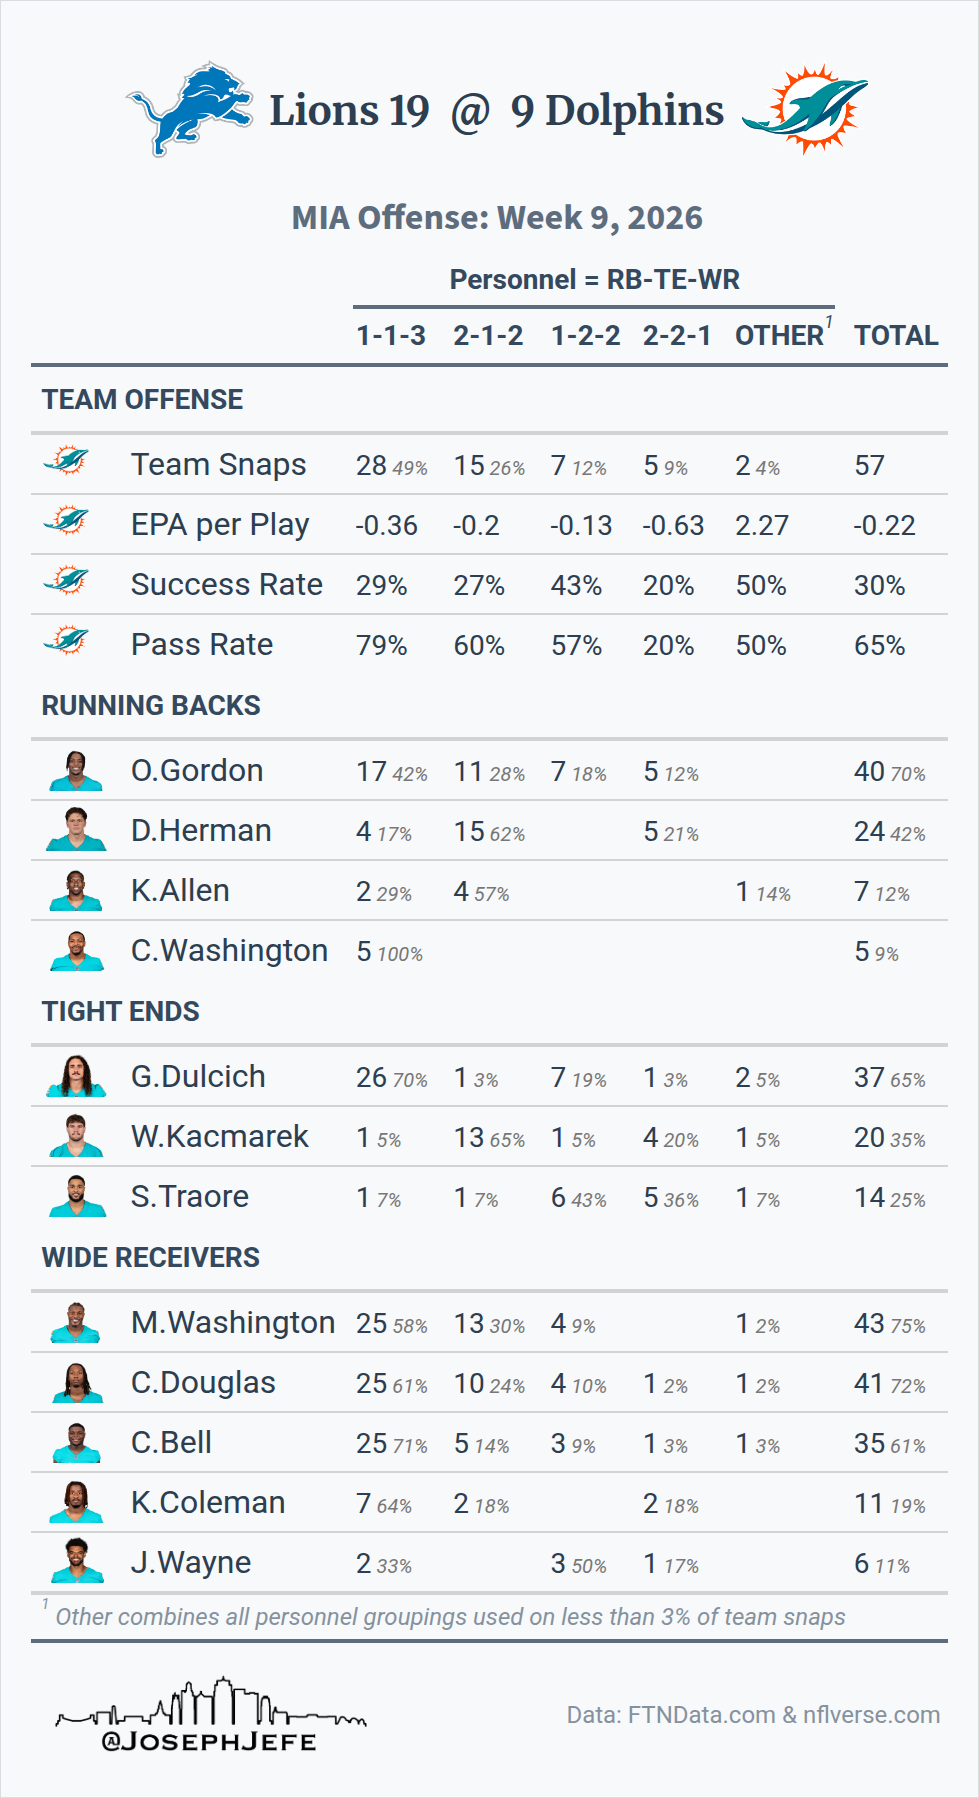 Lions 19 @ 9 Dolphins
MIA Offense: Week 9, 2026
Personnel = RB-TE-WR
1-1-3 2-1-2 1-2-2 2-2-1 OTHER1 TOTAL
TEAM OFFENSE
Team Snaps 28 49% 15 26% 7 12% 5 9% 2 4% 57
EPA per Play -0.36 -0.2 -0.13 -0.63 2.27 -0.22
Success Rate 29% 27% 43% 20% 50% 30%
Pass Rate 79% 60% 57% 20% 50% 65%
RUNNING BACKS
O.Gordon 17 42% 11 28% 7 18% 5 12% 40 70%
D.Herman 4 17% 15 62% 5 21% 24 42%
K.Allen 2 29% 4 57% 1 14% 7 12%
C.Washington 5 100% 5 9%
TIGHT ENDS
G.Dulcich 26 70% 1 3% 7 19% 1 3% 2 5% 37 65%
W.Kacmarek 1 5% 13 65% 1 5% 4 20% 1 5% 20 35%
S.Traore 1 7% 1 7% 6 43% 5 36% 1 7% 14 25%
WIDE RECEIVERS
M.Washington 25 58% 13 30% 4 9% 1 2% 43 75%
C.Douglas 25 61% 10 24% 4 10% 1 2% 1 2% 41 72%
C.Bell 25 71% 5 14% 3 9% 1 3% 1 3% 35 61%
K.Coleman 7 64% 2 18% 2 18% 11 19%
J.Wayne 2 33% 3 50% 1 17% 6 11%
1 Other combines all personnel groupings used on less than 3% of team snaps
@JOSEPHJEFE
Data: FTNData.com & nflverse.com